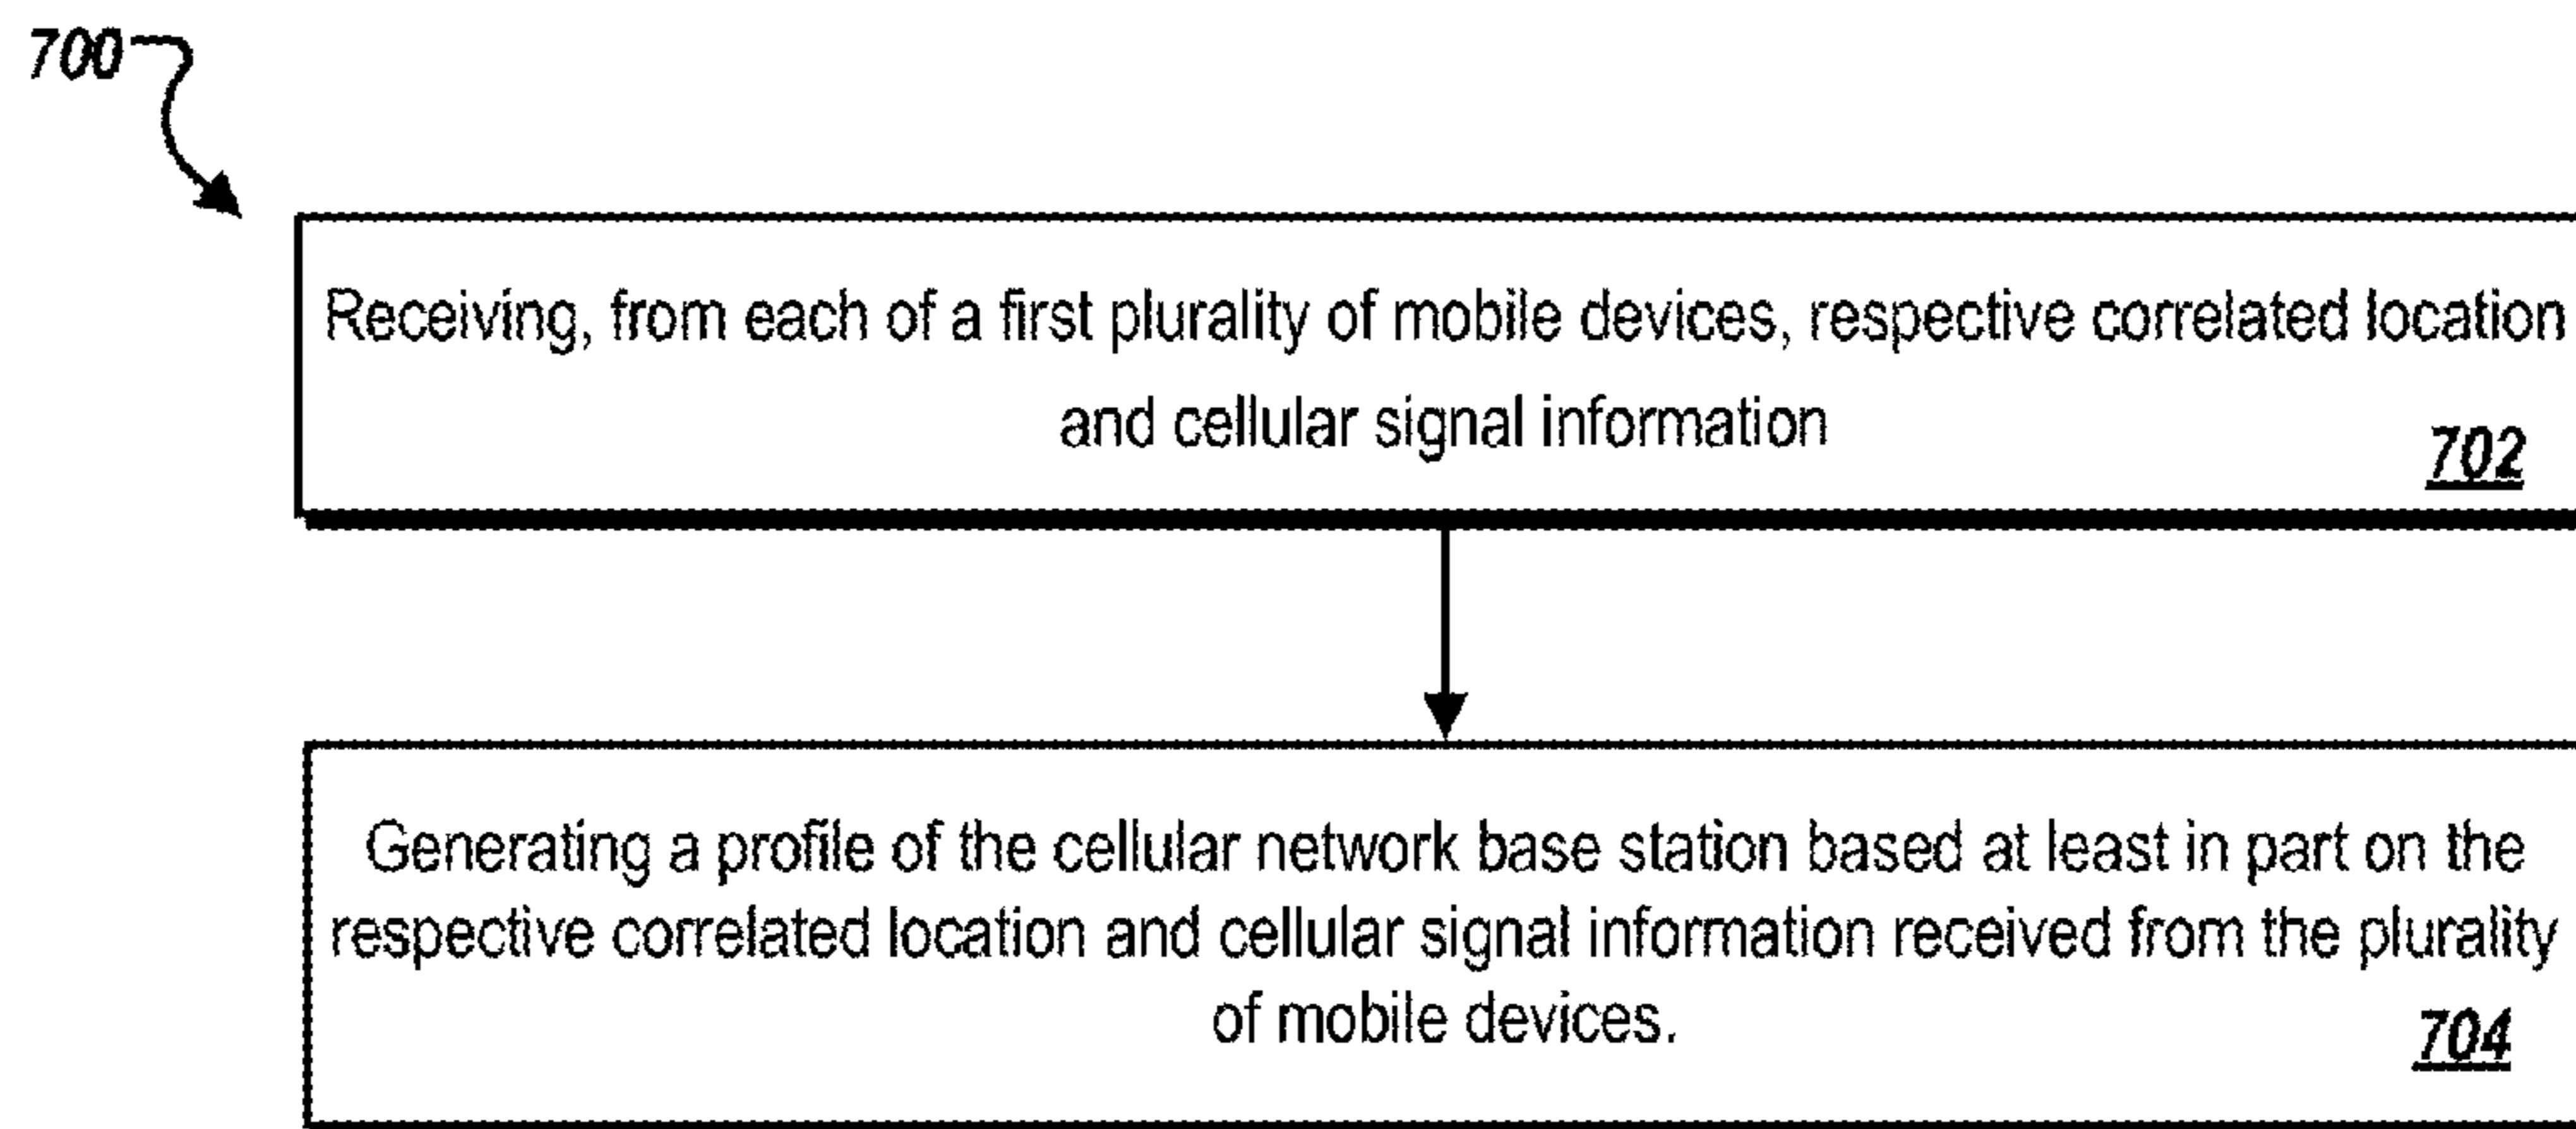 700
Receiving, from each of a first plurality of mobile devices, respective correlated location
and cellular signal information
702
Generating a profile of the cellular network base station based at least in part on the
respective correlated location and cellular signal information received from the plurality
of mobile devices.
704